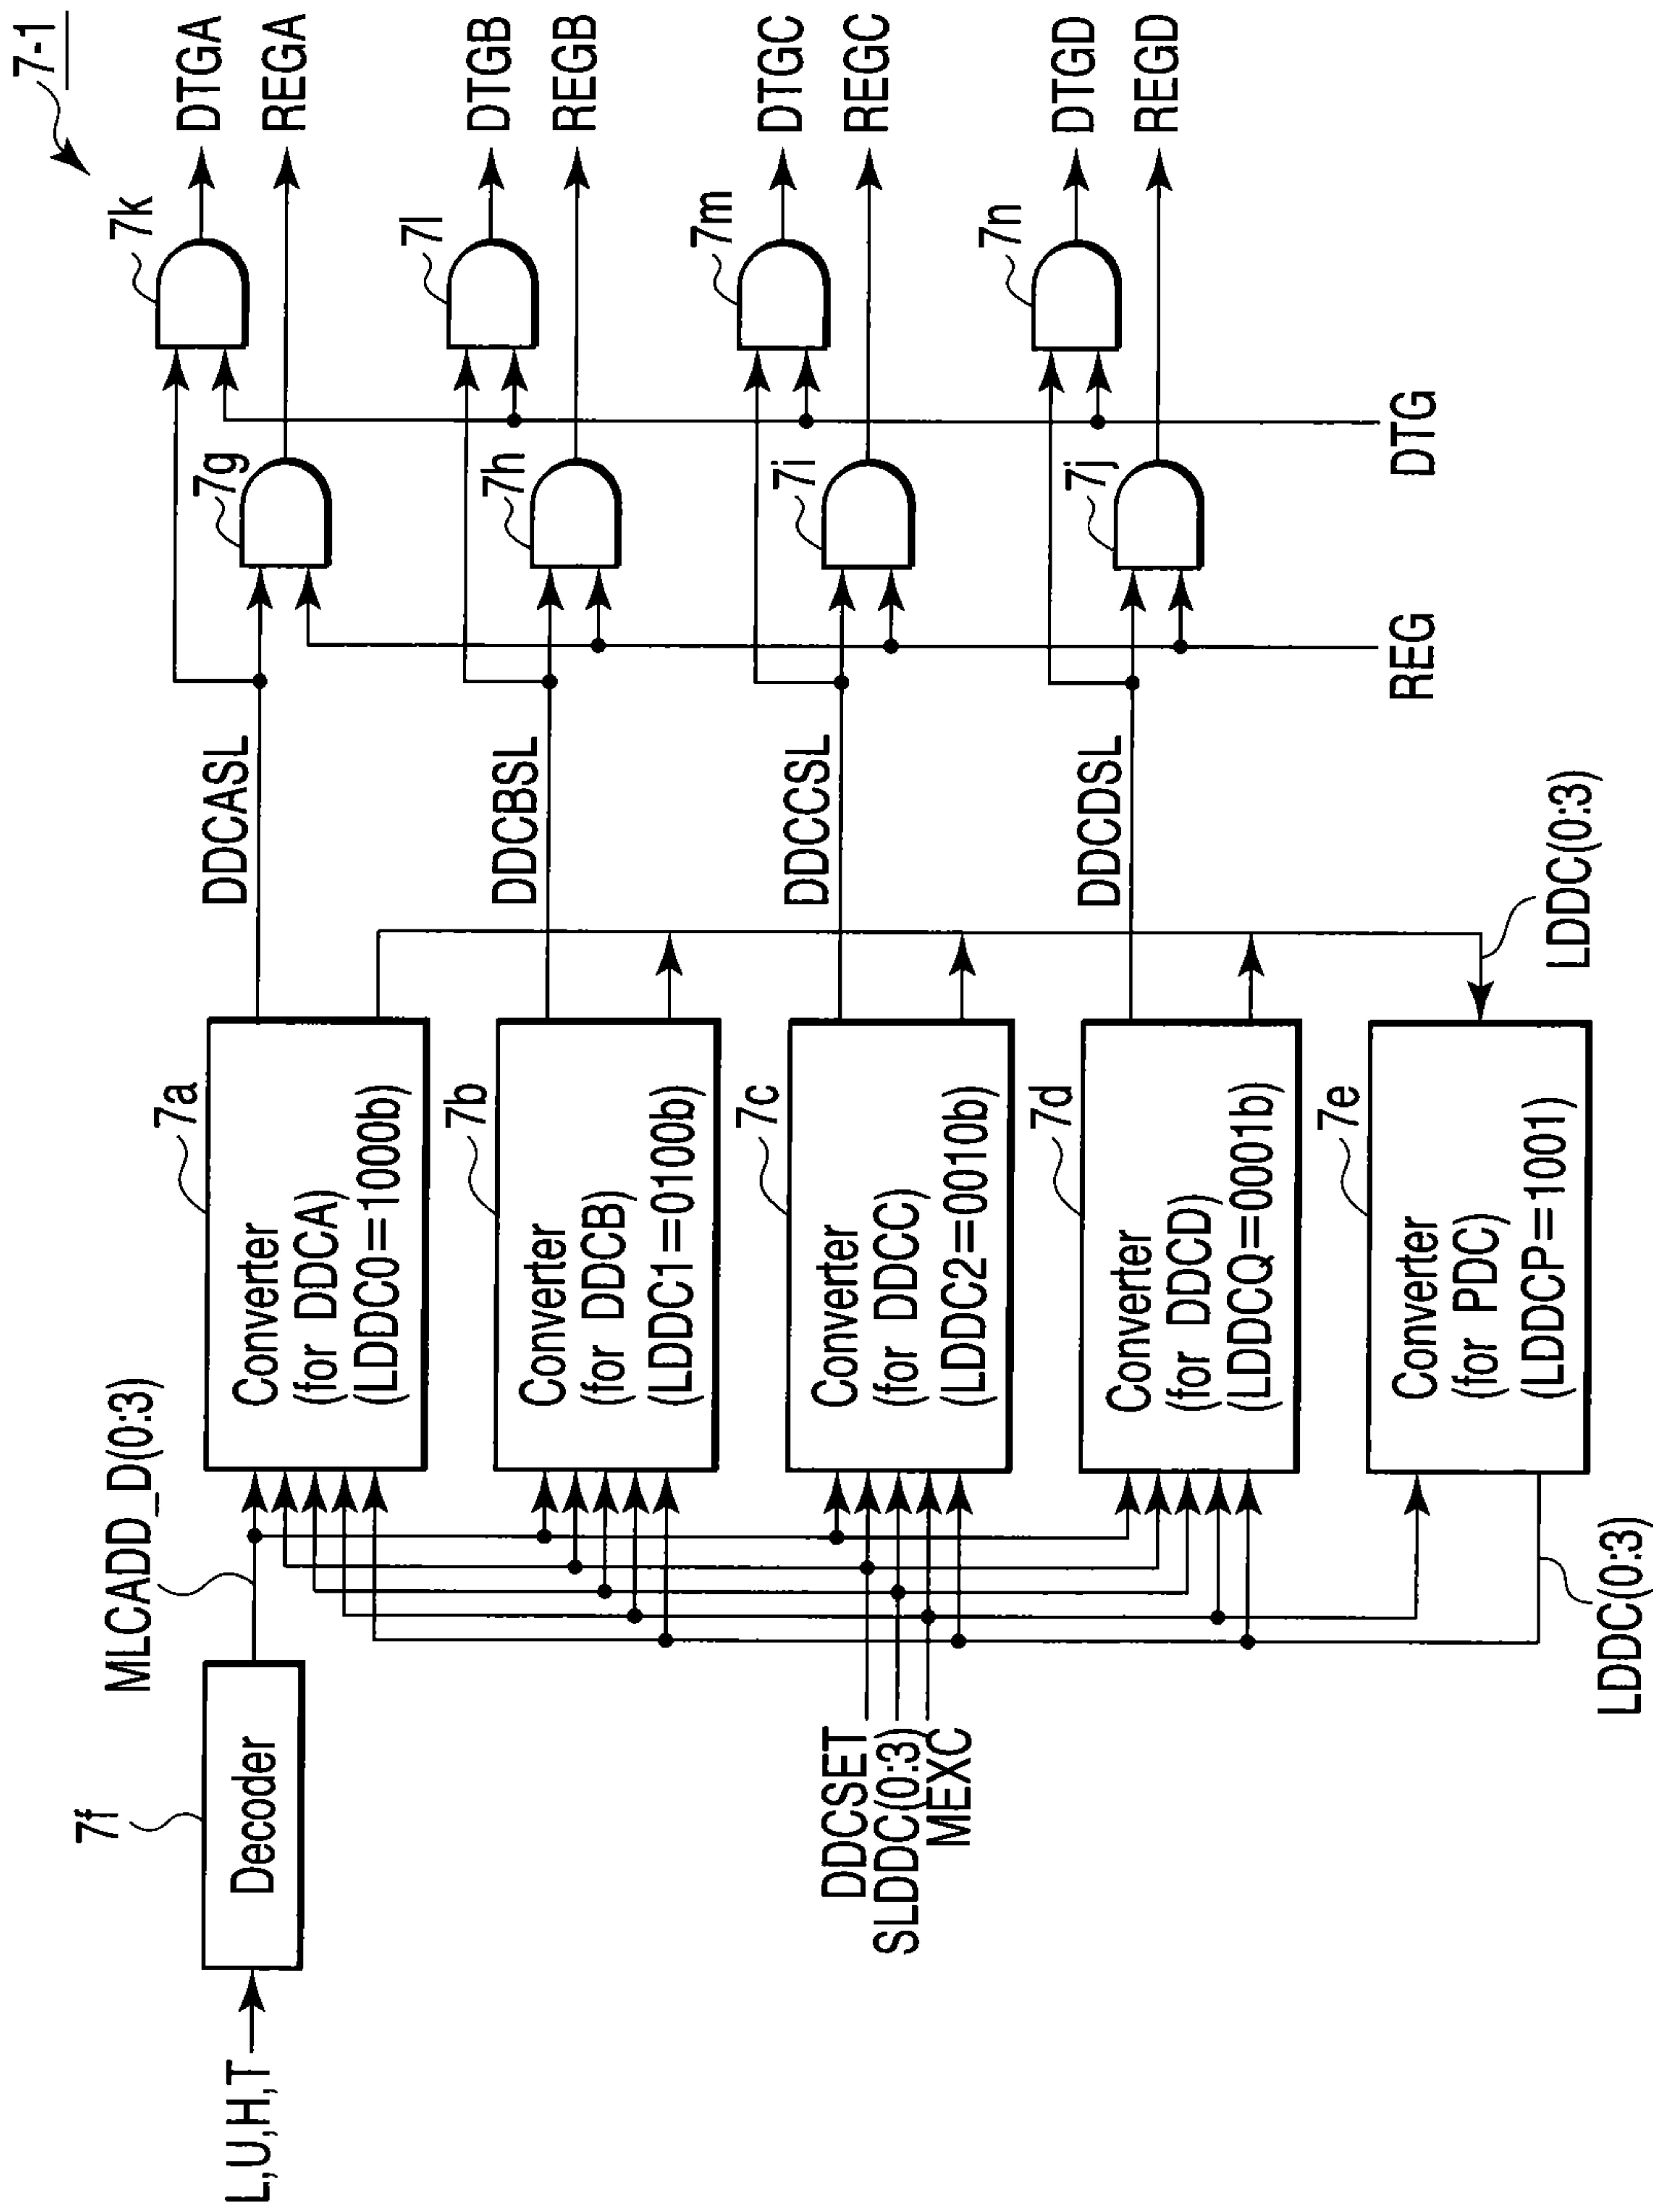 7-1
L,U,H,T
7f
Decoder
MLCADD_D(0:3)
DDCSET
SLDDC(0:3)
MEXC
LDDC(0:3)
7a
Converter
(for DDCA)
(LDDC0=1000b)
7b
Converter
(for DDCB)
(LDDC1=0100b)
7c
Converter
(for DDCC)
(LDDC2=0010b)
7d
Converter
(for DDCD)
(LDDCQ=0001b)
7e
Converter
(for PDC)
(LDDCP=1001)
LDDC(0:3)
DDCASL
DDCBSL
DDCCSL
DDCDSL
REG
DTG
7g
7h
7i
7j
7k
7l
7m
7n
DTGA
REGA
DTGB
REGB
DTGC
REGC
DTGD
REGD